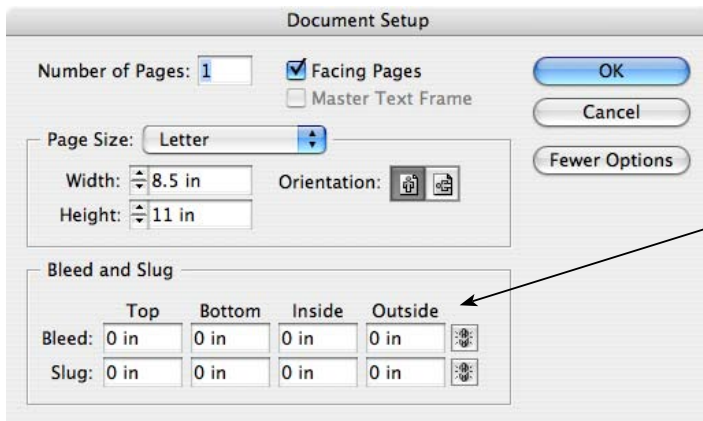 Document Setup
Number of Pages: 1
Facing Pages
OK
Master Text Frame
Cancel
Page Size: Letter
Fewer Options
Width: 8.5 in
Orientation:
Height: 11 in
Bleed and Slug
Top Bottom Inside Outside
Bleed: 0 in 0 in 0 in 0 in
Slug: 0 in 0 in 0 in 0 in